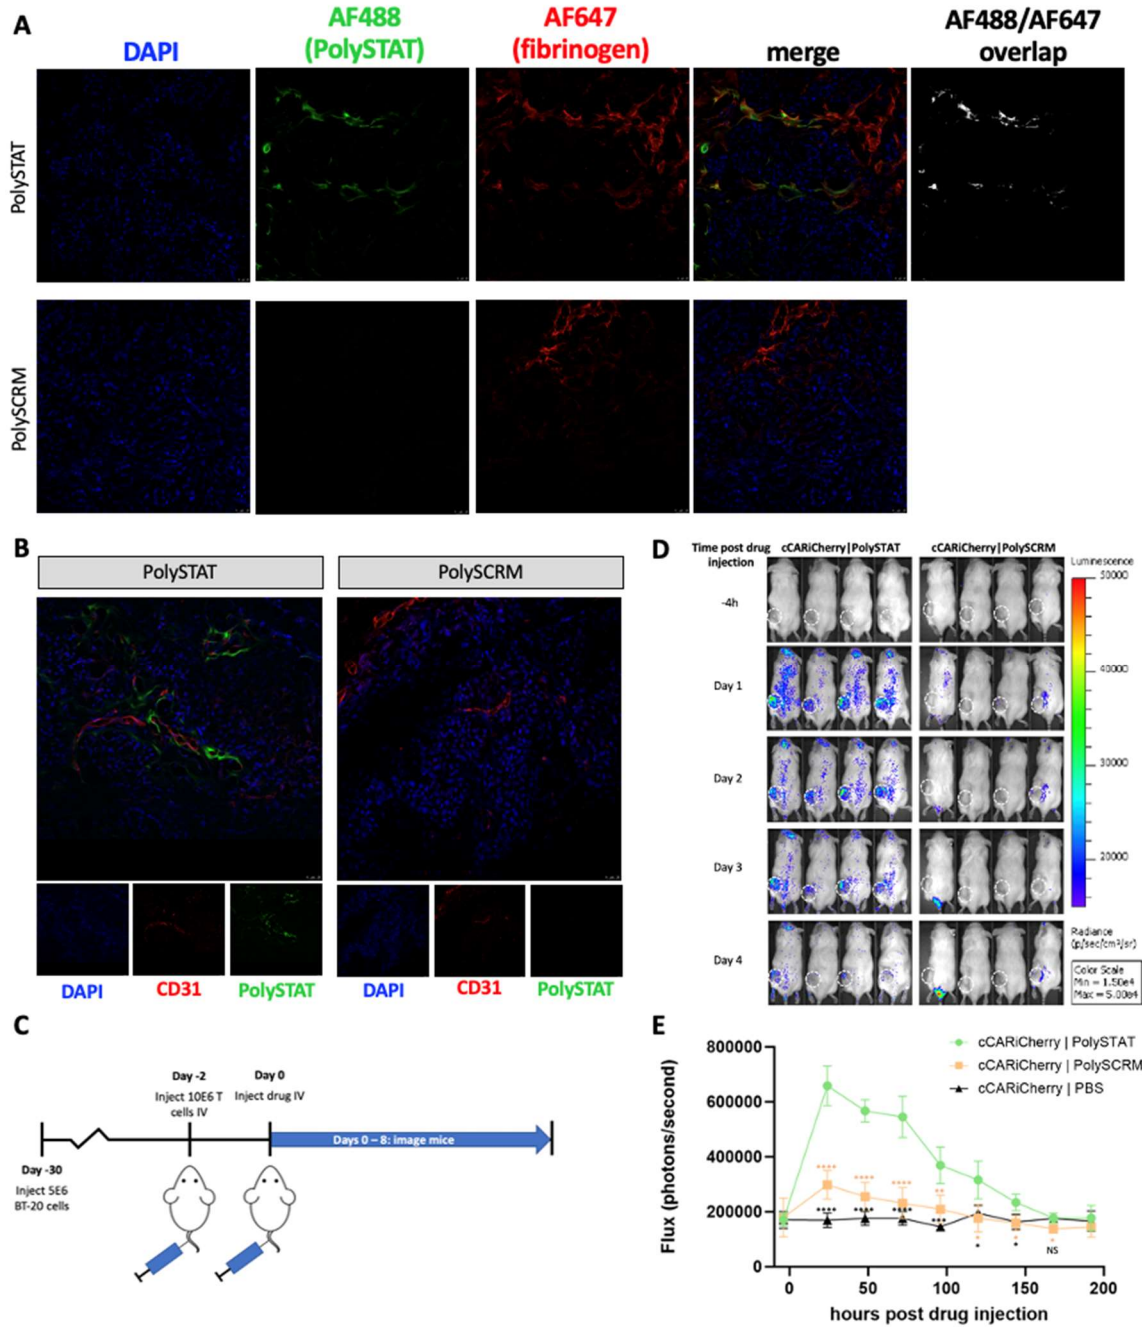 A
DAPI
AF488
(PolySTAT)
AF647
(fibrinogen)
merge
AF488/AF647
overlap
PolySTAT
PolySCRM
B
PolySTAT
PolySCRM
DAPI
CD31
PolySTAT
DAPI
CD31
PolySTAT
C
Day -2
Inject 10E6 T
cells IV
Day 0
Inject drug IV
Days 0 – 8: image mice
Day -30
Inject 5E6
BT-20 cells
D
Time post drug
injection
cCARiCherry|PolySTAT
cCARiCherry|PolySCRM
-4h
Day 1
Day 2
Day 3
Day 4
Luminescence
50000
40000
30000
20000
Radiance
(p/sec/cm²/sr)
Color Scale
Min = 1.50e4
Max = 5.00e4
E
cCARiCherry | PolySTAT
cCARiCherry | PolySCRM
cCARiCherry | PBS
Flux (photons/second)
800000
600000
400000
200000
0
**** **** **** **
**** **** **** ***
NS
0 50 100 150 200
hours post drug injection